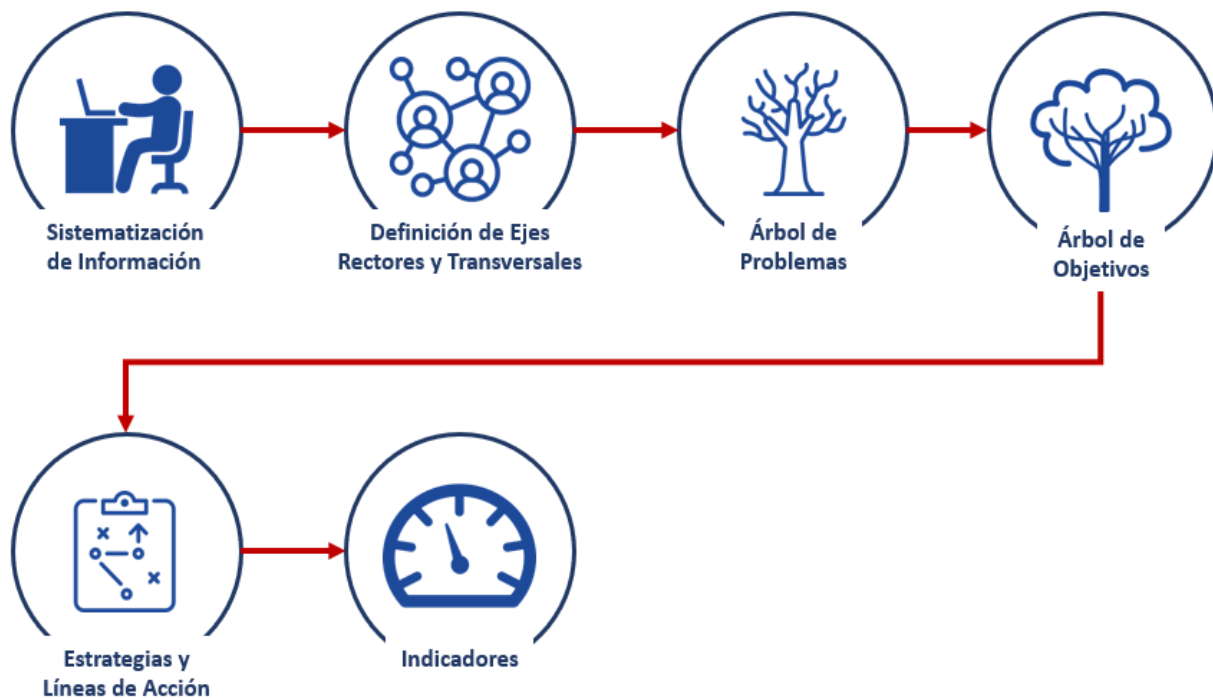 Sistematización
de Información
Definición de Ejes
Rectores y Transversales
Árbol de
Problemas
Árbol de
Objetivos
Estrategias y
Líneas de Acción
Indicadores